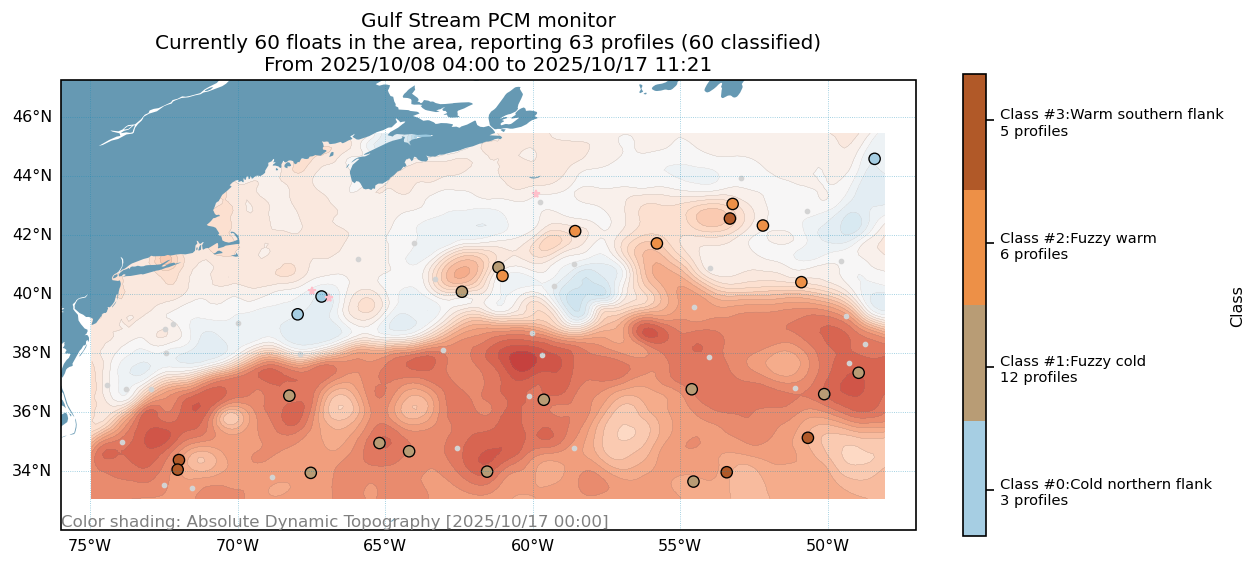 Gulf Stream PCM monitor
Currently 60 floats in the area, reporting 63 profiles (60 classified)
From 2025/10/08 04:00 to 2025/10/17 11:21
46°N
44°N
42°N
40°N
38°N
36°N
34°N
Color shading: Absolute Dynamic Topography [2025/10/17 00:00]
75°W
70°W
65°W
60°W
55°W
50°W
Class #3:Warm southern flank
5 profiles
Class #2:Fuzzy warm
6 profiles
Class #1:Fuzzy cold
12 profiles
Class #0:Cold northern flank
3 profiles
Class